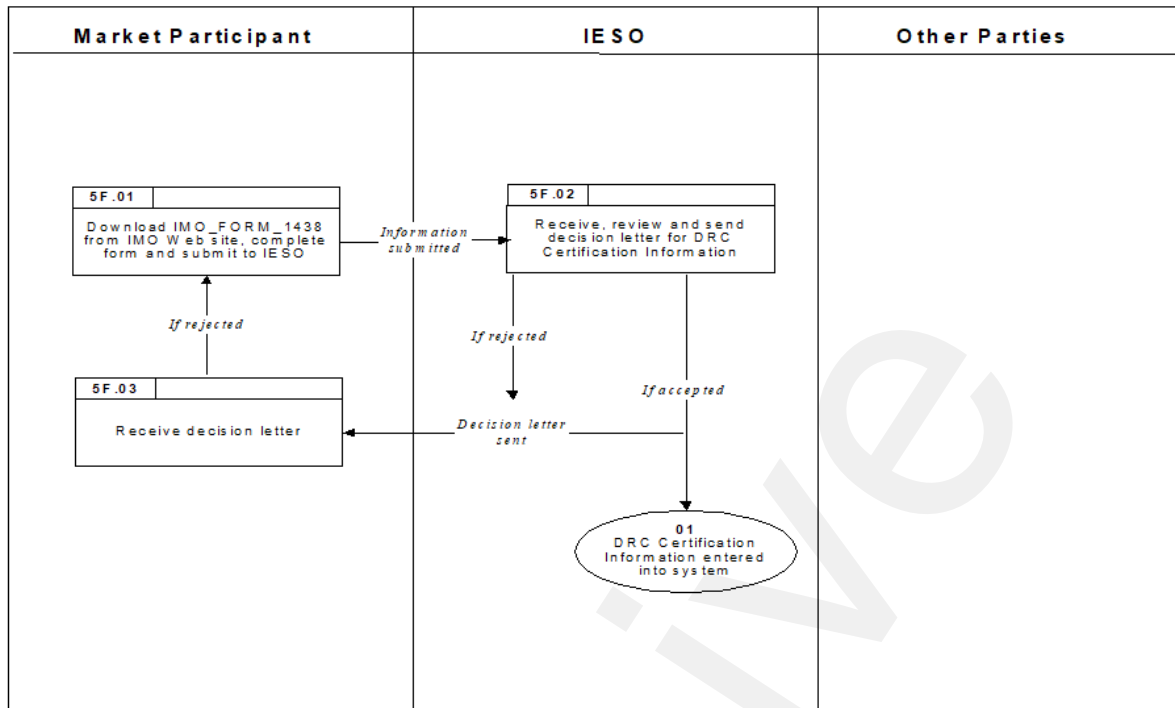 Market Participant
IESO
Other Parties
5F.01
Download IMO_FORM_1438
from IMO Web site, complete
form and submit to IESO
Information
submitted
5F.02
Receive, review and send
decision letter for DRC
Certification Information
If rejected
If rejected
If accepted
5F.03
Receive decision letter
Decision letter
sent
01
DRC Certification
Information entered
into system
ive